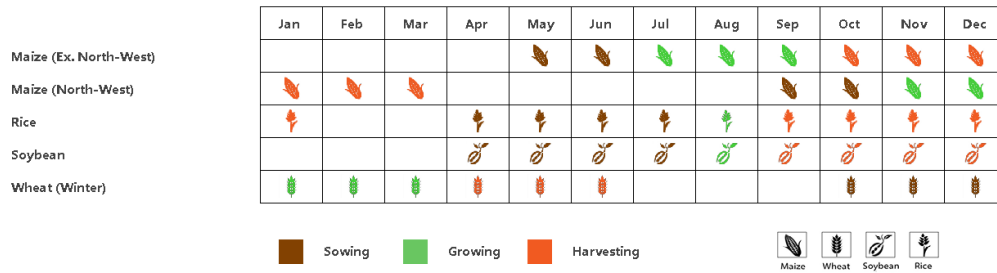 Jan Feb Mar Apr May Jun Jul Aug Sep Oct Nov Dec
Maize (Ex. North-West)
Maize (North-West)
Rice
Soybean
Wheat (Winter)
Sowing Growing Harvesting
Maize Wheat Soybean Rice